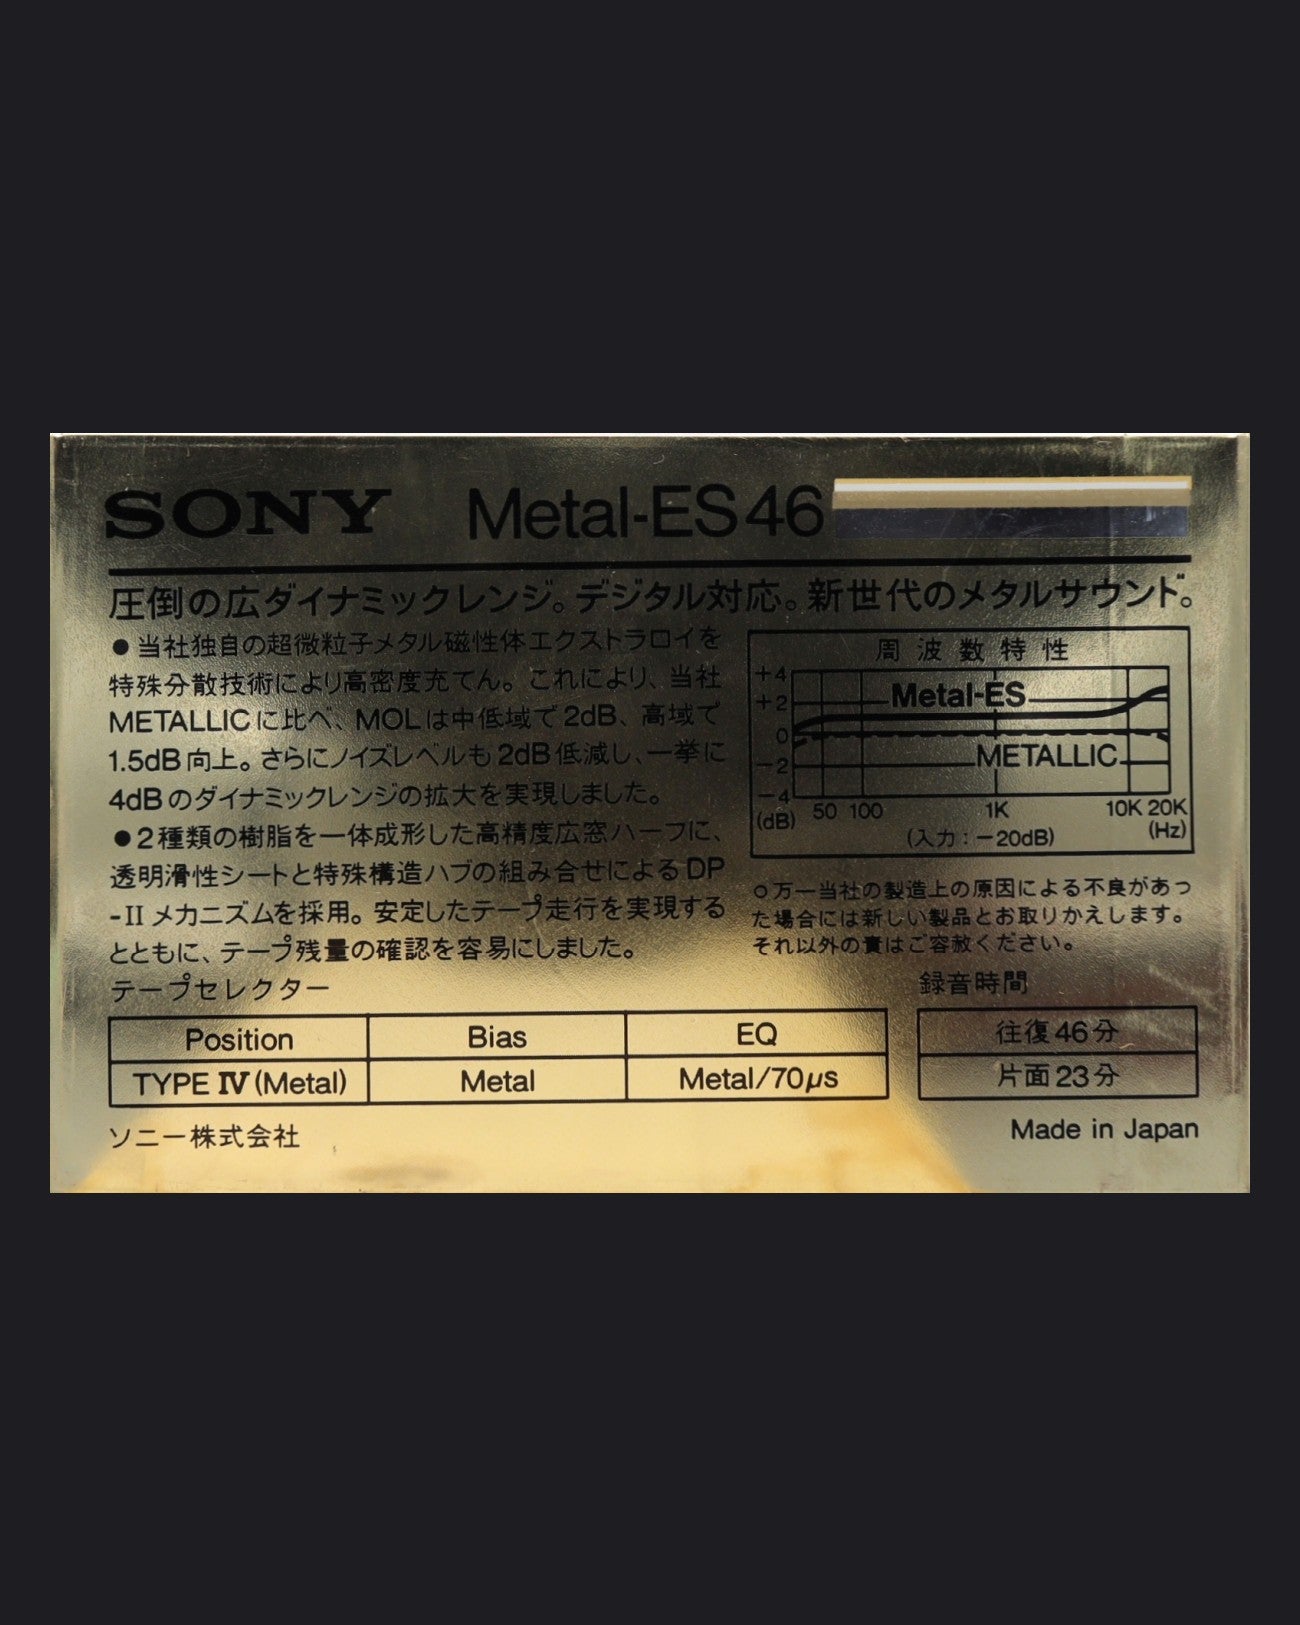 SONY Metal-ES46
圧倒の広ダイナミックレンジ。デジタル対応。新世代のメタルサウンド。
●当社独自の超微粒子メタル磁性体エクストラロイを
特殊分散技術により高密度充てん。これにより、当社
METALLICに比べ、MOLは中低域で2dB、高域で
1.5dB向上。さらにノイズレベルも2dB低減し、一挙に
4dBのダイナミックレンジの拡大を実現しました。
●2種類の樹脂を一体成形した高精度広窓ハーフに、
透明滑性シートと特殊構造ハブの組み合せによるDP
-IIメカニズムを採用。安定したテープ走行を実現する
とともに、テープ残量の確認を容易にしました。
周波数特性
+4
+2
0
-2
-4
(dB)
Metal-ES
METALLIC
50 100 1K 10K 20K
(Hz)
(入力：-20dB)
○万一当社の製造上の原因による不良があっ
た場合には新しい製品とお取りかえします。
それ以外の責はご容赦ください。
テープセレクター
Position Bias EQ
TYPE IV (Metal) Metal Metal/70μs
録音時間
往復46分
片面23分
ソニー株式会社
Made in Japan